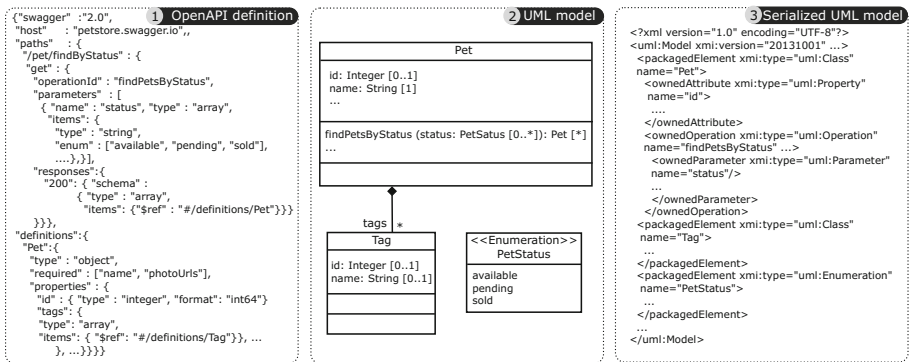 1 OpenAPI definition
{"swagger" :"2.0",
"host"    : "petstore.swagger.io",,
"paths"   : {
"/pet/findByStatus" : {
"get" : {
"operationId" : "findPetsByStatus",
"parameters"  : [
{ "name" : "status", "type" : "array",
"items": {
"type" : "string",
"enum" : ["available", "pending", "sold"],
....},}],
"responses":{
"200": { "schema" :
{ "type" : "array",
"items": {"$ref" : "#/definitions/Pet"}}}
}}},
"definitions":{
"Pet":{
"type" : "object",
"required" : ["name", "photoUrls"],
"properties" : {
"id" : { "type" : "integer", "format": "int64"}
"tags": {
"type": "array",
"items": { "$ref": "#/definitions/Tag"}}, ...
}, ...}}}}
2 UML model
Pet
id: Integer [0..1]
name: String [1]
...
findPetsByStatus (status: PetSatus [0..*]): Pet [*]
...
tags
*
Tag
id: Integer [0..1]
name: String [0..1]
<<Enumeration>>
PetStatus
available
pending
sold
3 Serialized UML model
<?xml version="1.0" encoding="UTF-8"?>
<uml:Model xmi:version="20131001" ...>
<packagedElement xmi:type="uml:Class"
name="Pet">
<ownedAttribute xmi:type="uml:Property"
name="id">
....
</ownedAttribute>
<ownedOperation xmi:type="uml:Operation"
name="findPetsByStatus" ...>
<ownedParameter xmi:type="uml:Parameter"
name="status"/>
...
</ownedParameter>
</ownedOperation>
<packagedElement xmi:type="uml:Class"
name="Tag">
...
</packagedElement>
<packagedElement xmi:type="uml:Enumeration"
name="PetStatus">
...
</packagedElement>
...
</uml:Model>